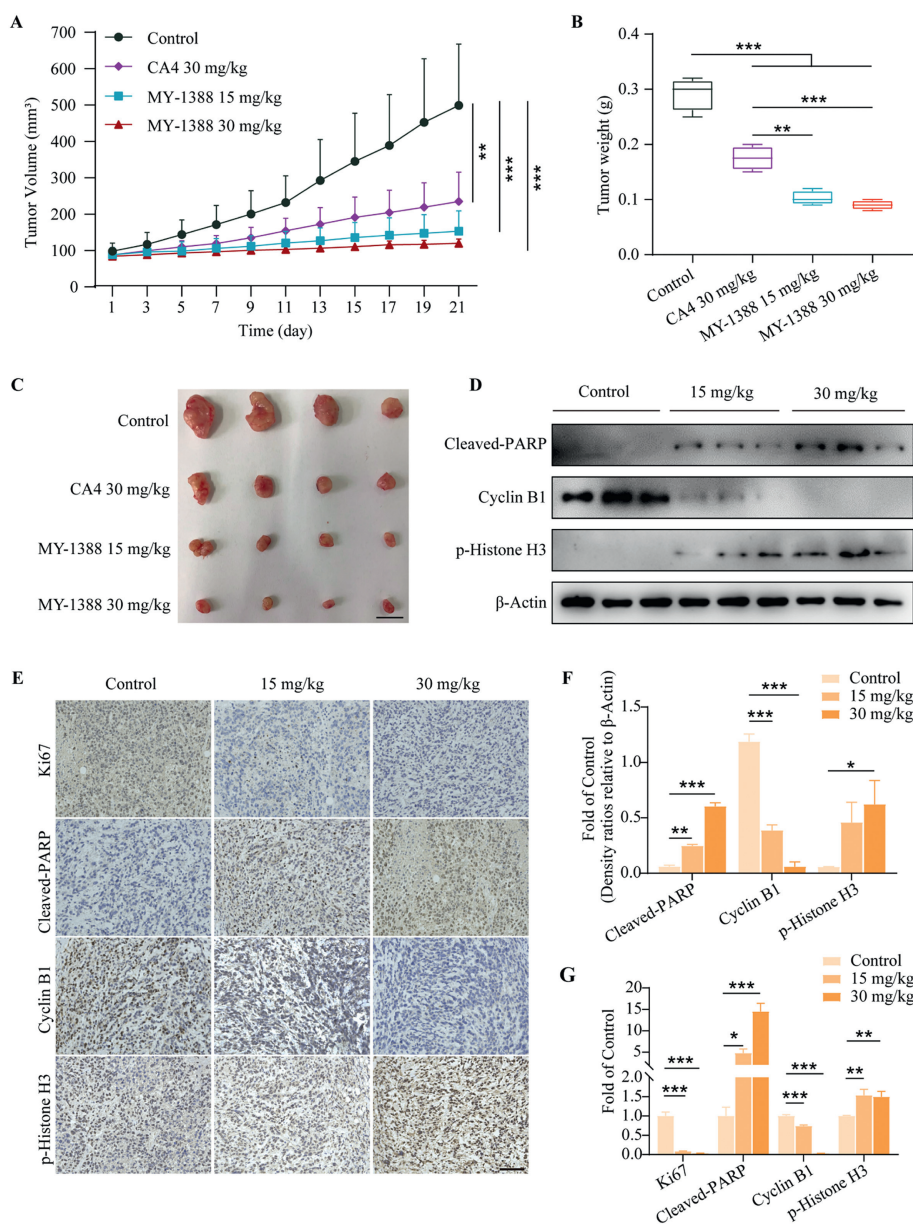 A
Control
CA4 30 mg/kg
MY-1388 15 mg/kg
MY-1388 30 mg/kg
Tumor Volume (mm³)
700
600
500
400
300
200
100
0
1 3 5 7 9 11 13 15 17 19 21
Time (day)
**
***
***
B
Tumor weight (g)
0.4
0.3
0.2
0.1
0.0
***
***
**
Control
CA4 30 mg/kg
MY-1388 15 mg/kg
MY-1388 30 mg/kg
C
Control
CA4 30 mg/kg
MY-1388 15 mg/kg
MY-1388 30 mg/kg
D
Control 15 mg/kg 30 mg/kg
Cleaved-PARP
Cyclin B1
p-Histone H3
β-Actin
E
Control 15 mg/kg 30 mg/kg
Ki67
Cleaved-PARP
Cyclin B1
p-Histone H3
F
Control
15 mg/kg
30 mg/kg
Fold of Control
(Density ratios relative to β-Actin)
1.5
1.0
0.5
0.0
**
***
***
***
*
Cleaved-PARP
Cyclin B1
p-Histone H3
G
Control
15 mg/kg
30 mg/kg
Fold of Control
20
15
10
5
2.0
1.5
1.0
0.5
0.0
***
***
***
*
***
***
**
**
Ki67
Cleaved-PARP
Cyclin B1
p-Histone H3